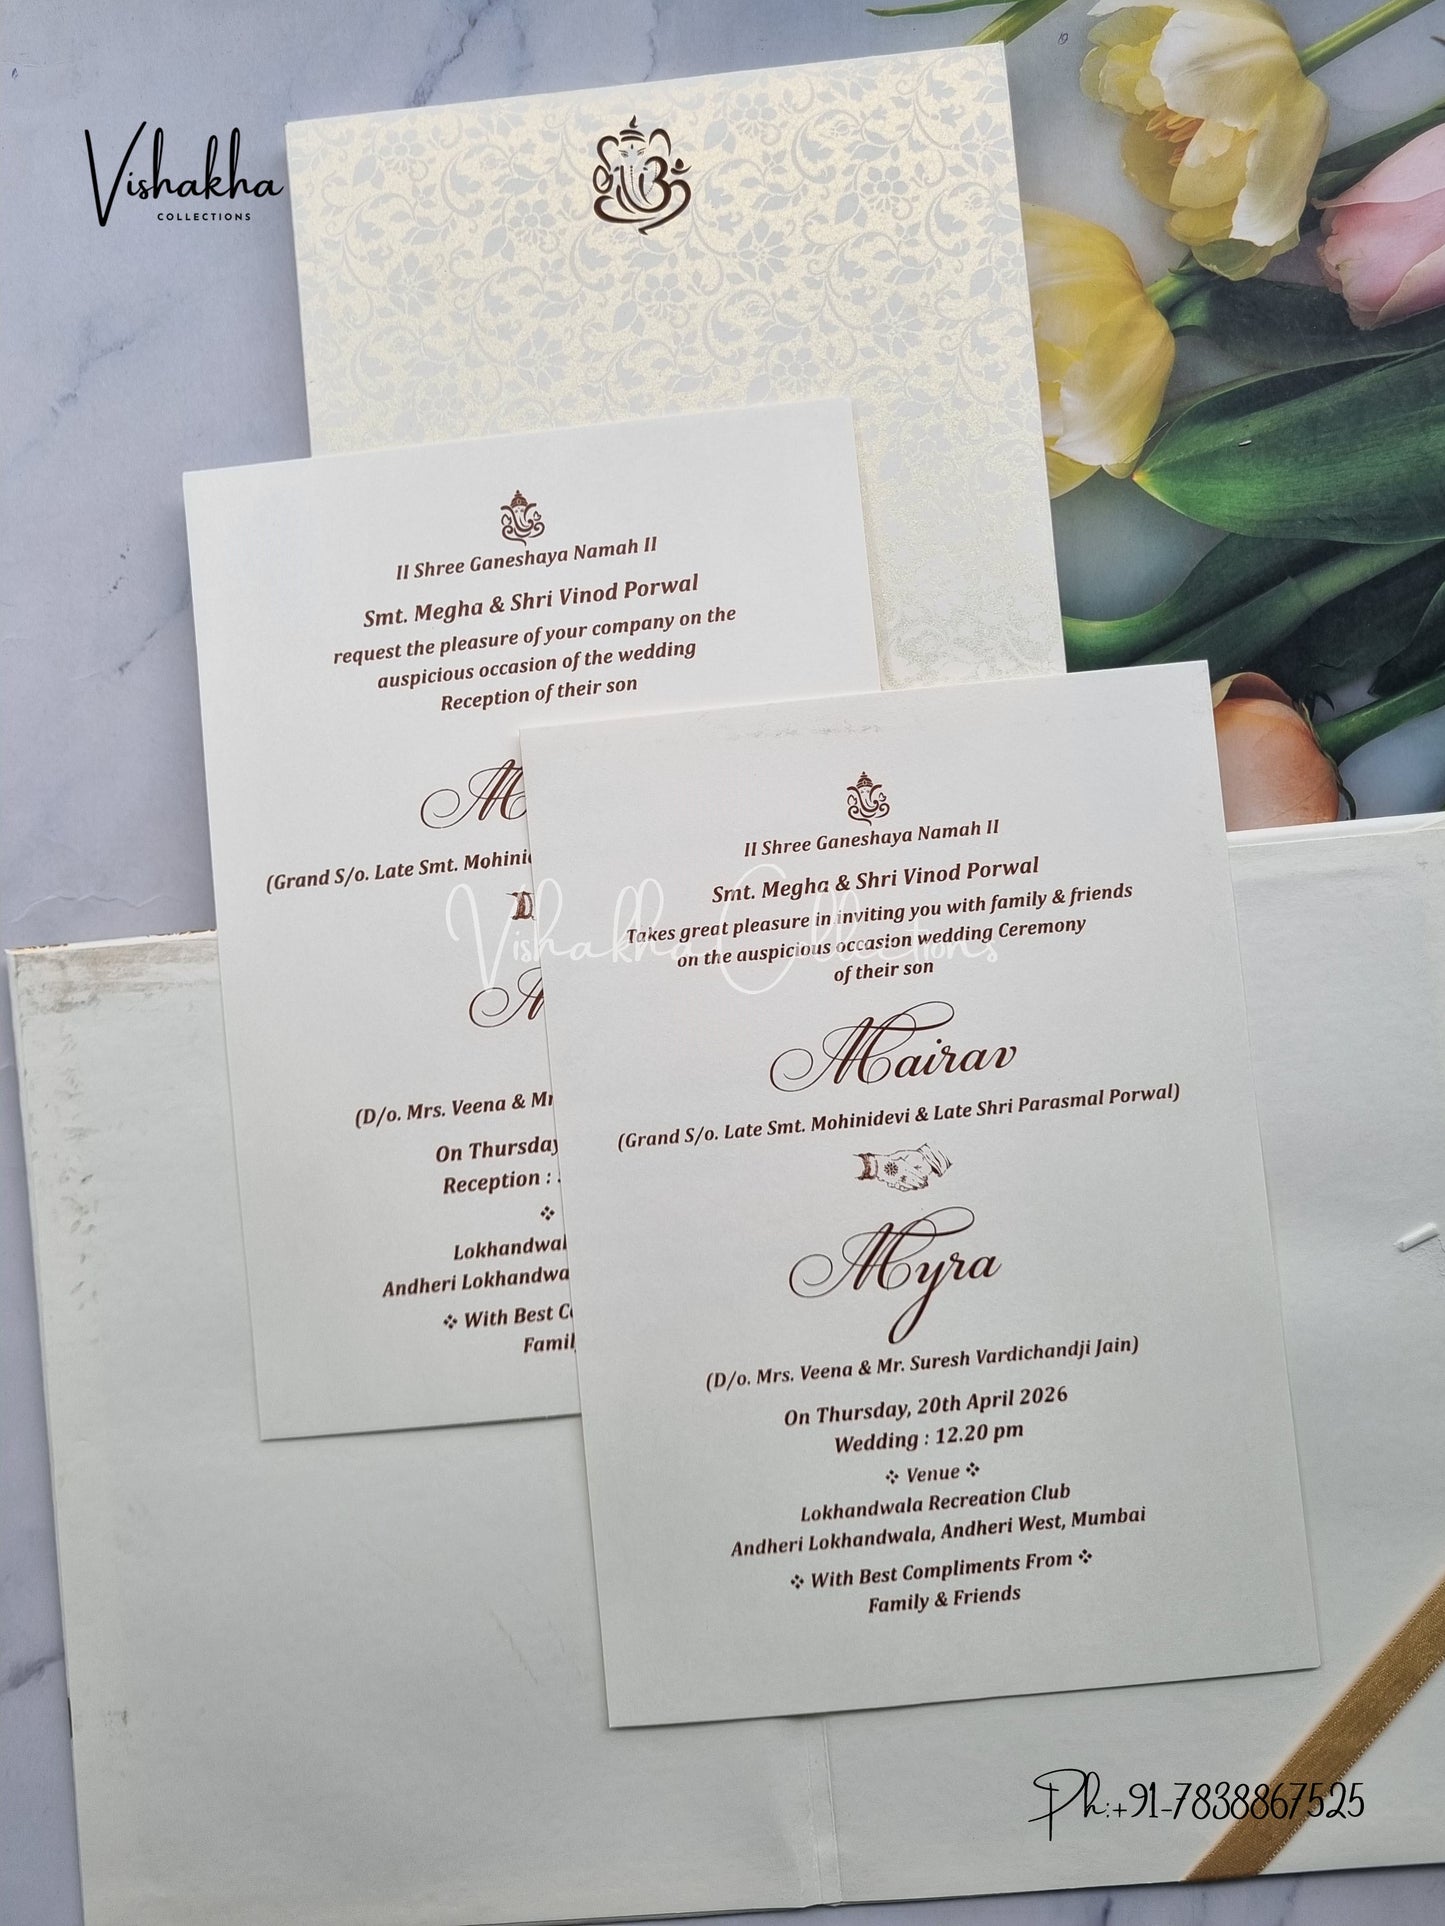 Vishakha
COLLECTIONS
II Shree Ganeshaya Namah II
Smt. Megha & Shri Vinod Porwal
request the pleasure of your company on the
auspicious occasion of the wedding
Reception of their son
M
(Grand S/o. Late Smt. Mohinid
(D/o. Mrs. Veena & Mr
On Thursday
Reception :
Lokhandwal
Andheri Lokhandwa
❖ With Best Co
Famil
II Shree Ganeshaya Namah II
Smt. Megha & Shri Vinod Porwal
Takes great pleasure in inviting you with family & friends
on the auspicious occasion wedding Ceremony
of their son
Mairav
(Grand S/o. Late Smt. Mohinidevi & Late Shri Parasmal Porwal)
Myra
(D/o. Mrs. Veena & Mr. Suresh Vardichandji Jain)
On Thursday, 20th April 2026
Wedding : 12.20 pm
❖ Venue ❖
Lokhandwala Recreation Club
Andheri Lokhandwala, Andheri West, Mumbai
❖ With Best Compliments From ❖
Family & Friends
Vishakha Collections
Ph:+91-7838867525